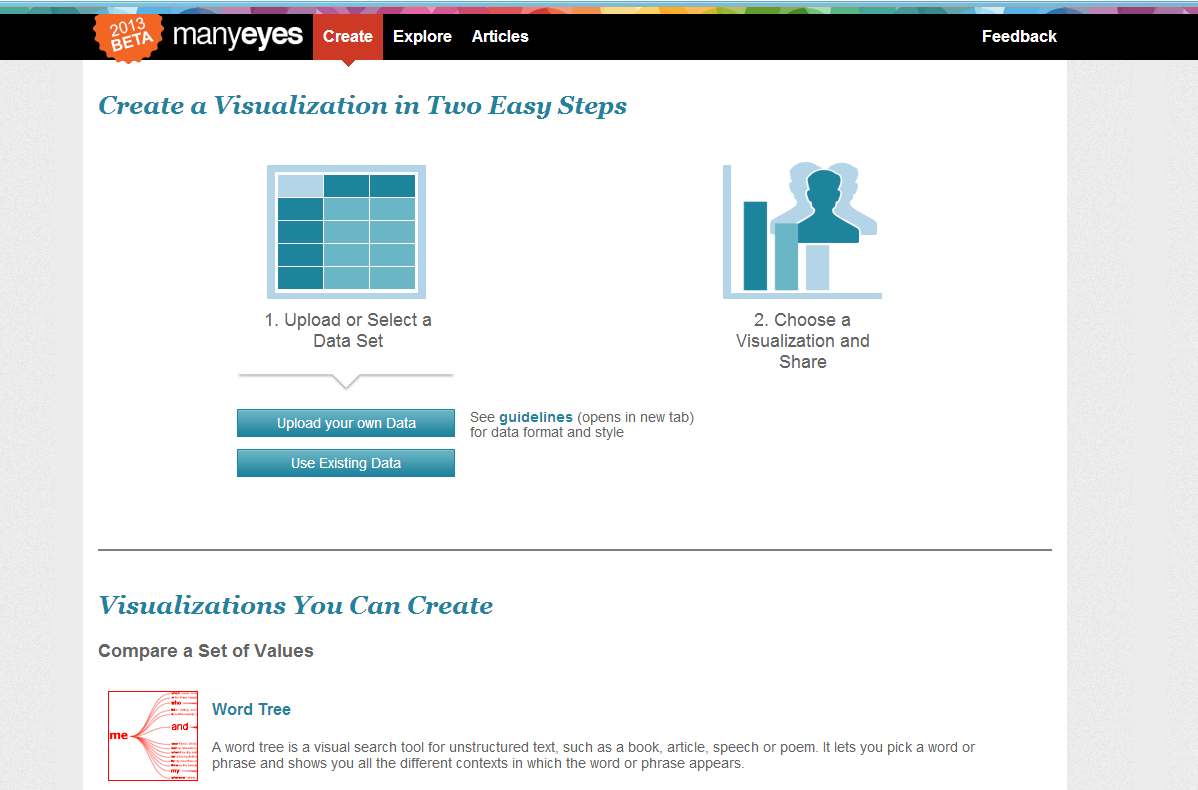 2013
BETA
manyeyes
Create
Explore
Articles
Feedback
Create a Visualization in Two Easy Steps
1. Upload or Select a
Data Set
2. Choose a
Visualization and
Share
Upload your own Data
See guidelines (opens in new tab)
for data format and style
Use Existing Data
Visualizations You Can Create
Compare a Set of Values
who
me
and
my
Word Tree
A word tree is a visual search tool for unstructured text, such as a book, article, speech or poem. It lets you pick a word or
phrase and shows you all the different contexts in which the word or phrase appears.